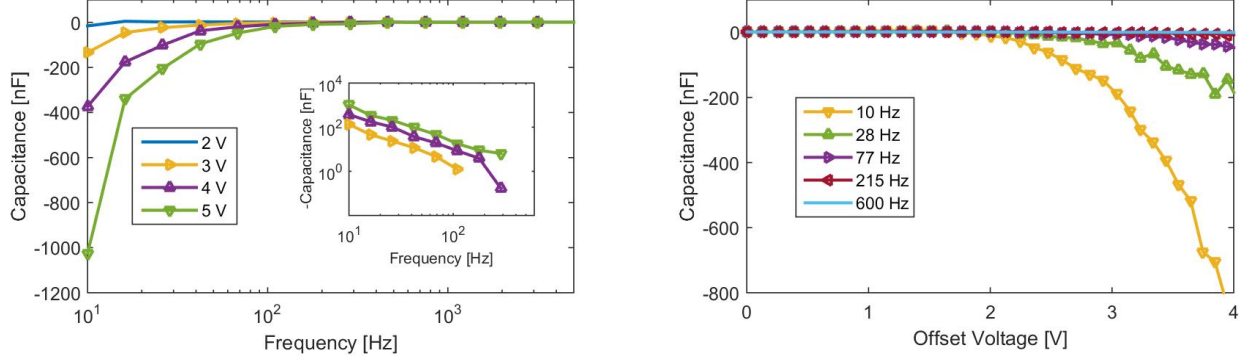 0
-200
-400
-600
-800
-1000
-1200
Capacitance [nF]
10^1
10^2
10^3
Frequency [Hz]
2 V
3 V
4 V
5 V
10^4
10^2
10^0
-Capacitance [nF]
10^1
10^2
Frequency [Hz]
0
-200
-400
-600
-800
Capacitance [nF]
0
1
2
3
4
Offset Voltage [V]
10 Hz
28 Hz
77 Hz
215 Hz
600 Hz